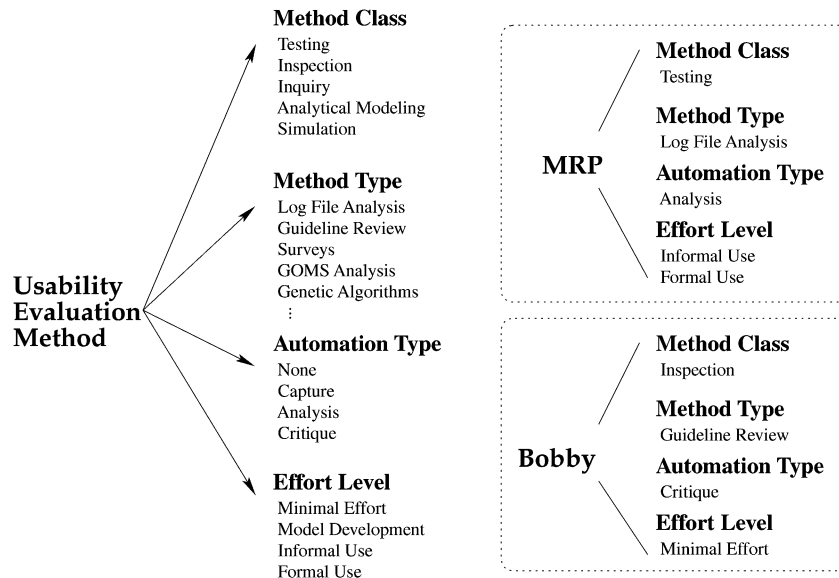 Usability
Evaluation
Method
Method Class
Testing
Inspection
Inquiry
Analytical Modeling
Simulation
Method Type
Log File Analysis
Guideline Review
Surveys
GOMS Analysis
Genetic Algorithms
⋮
Automation Type
None
Capture
Analysis
Critique
Effort Level
Minimal Effort
Model Development
Informal Use
Formal Use
MRP
Method Class
Testing
Method Type
Log File Analysis
Automation Type
Analysis
Effort Level
Informal Use
Formal Use
Bobby
Method Class
Inspection
Method Type
Guideline Review
Automation Type
Critique
Effort Level
Minimal Effort